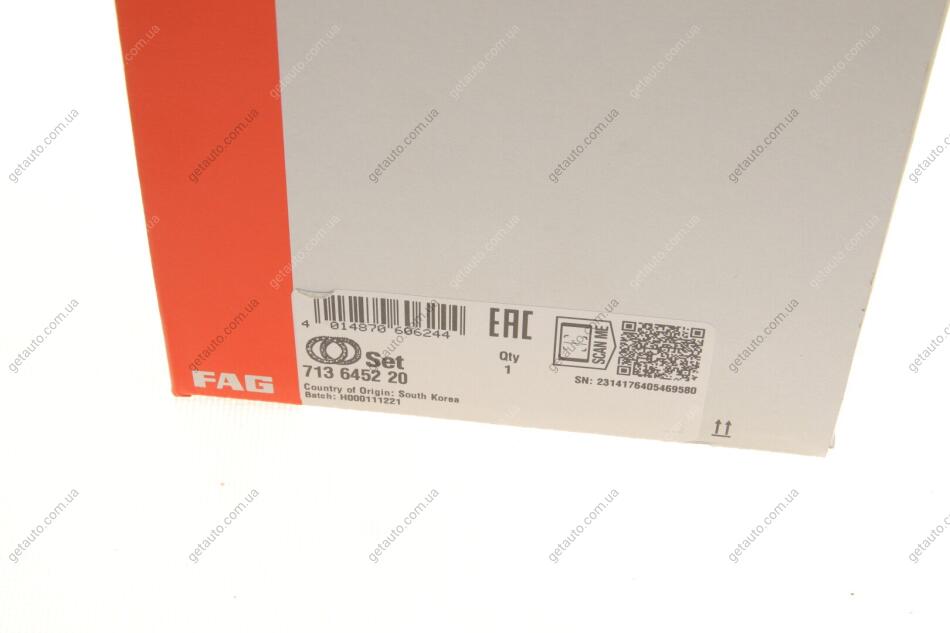 4 014870 606244
EAC
Set
Qty
1
SCAN ME
713 6452 20
SN: 2314176405469580
Country of Origin: South Korea
Batch: H000111221
FAG
getauto.com.ua